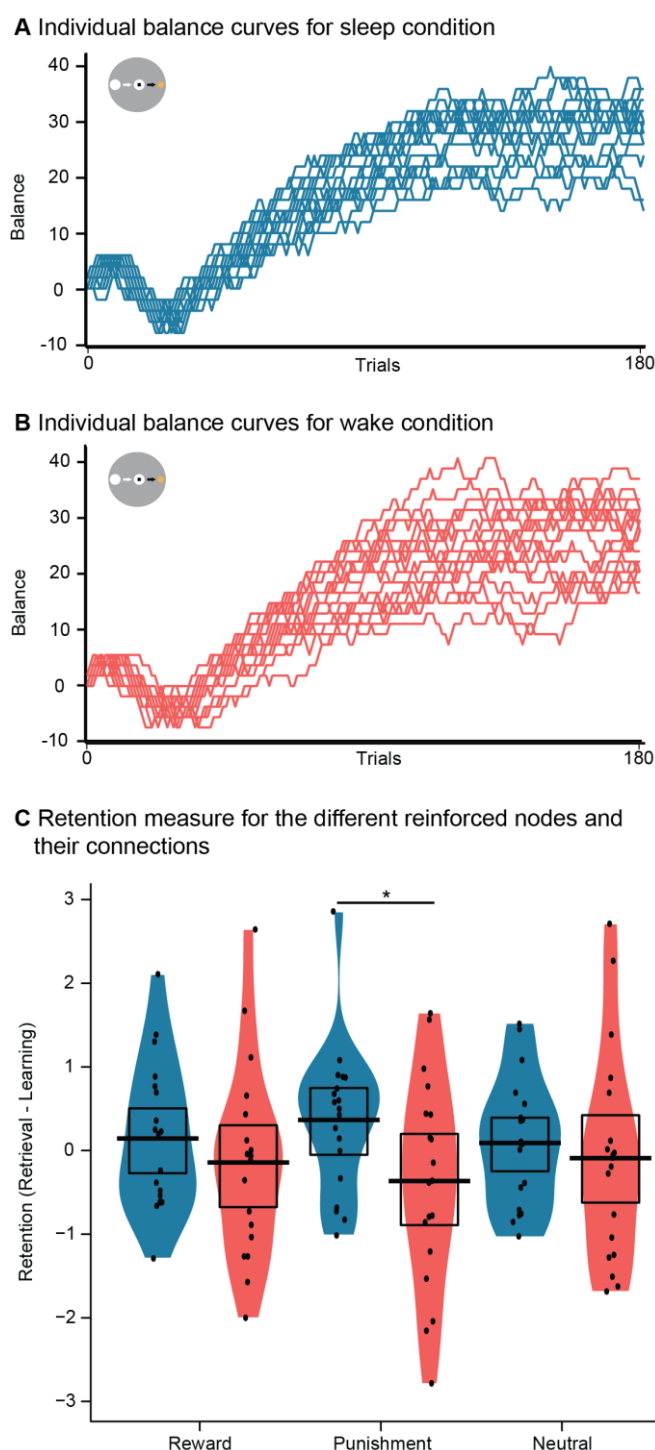 A Individual balance curves for sleep condition
40
30
20
10
0
-10
Balance
0
Trials
180
B Individual balance curves for wake condition
40
30
20
10
0
-10
Balance
0
Trials
180
C Retention measure for the different reinforced nodes and
their connections
3
2
1
0
−1
−2
−3
Retention (Retrieval - Learning)
*
Reward
Punishment
Neutral